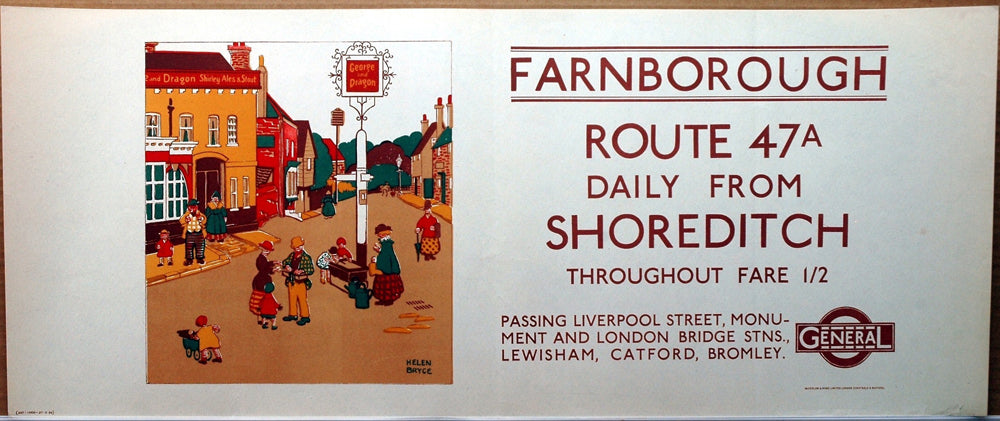 2 and Dragon Shirley Ales & Stout
George
and
Dragon
HELEN
BRYCE
FARNBOROUGH
ROUTE 47A
DAILY FROM
SHOREDITCH
THROUGHOUT FARE 1/2
PASSING LIVERPOOL STREET, MONU-
MENT AND LONDON BRIDGE STNS.,
LEWISHAM, CATFORD, BROMLEY.
GENERAL